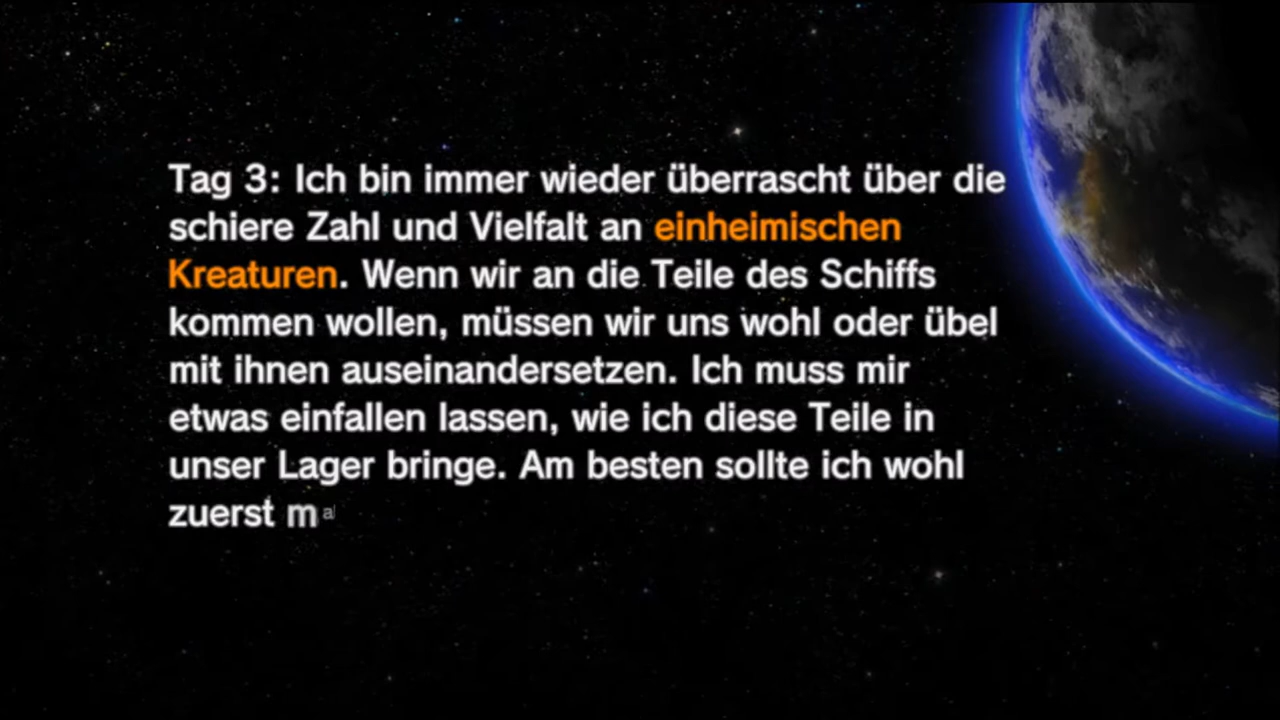 Tag 3: Ich bin immer wieder überrascht über die
schiere Zahl und Vielfalt an einheimischen
Kreaturen. Wenn wir an die Teile des Schiffs
kommen wollen, müssen wir uns wohl oder übel
mit ihnen auseinandersetzen. Ich muss mir
etwas einfallen lassen, wie ich diese Teile in
unser Lager bringe. Am besten sollte ich wohl
zuerst mal